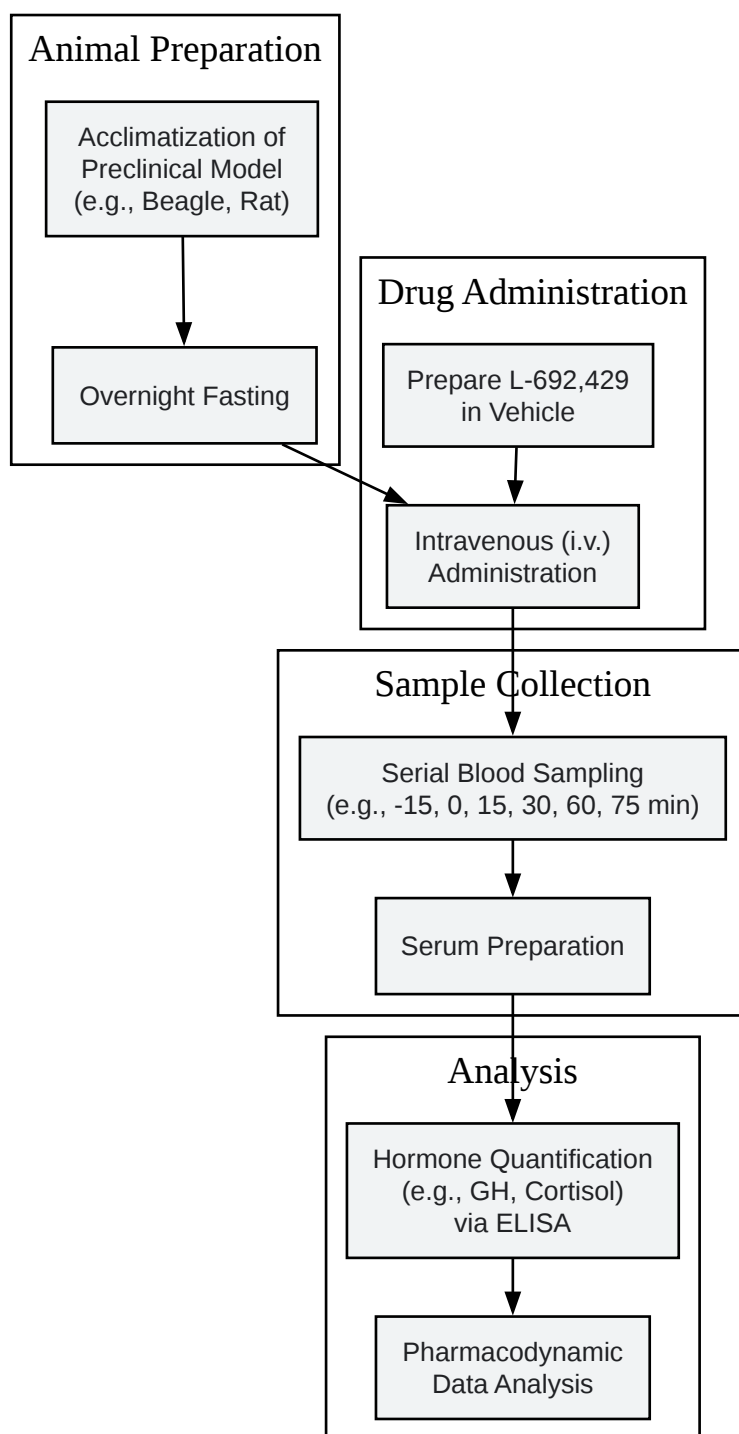 Animal Preparation
Acclimatization of
Preclinical Model
(e.g., Beagle, Rat)
Overnight Fasting
Drug Administration
Prepare L-692,429
in Vehicle
Intravenous (i.v.)
Administration
Sample Collection
Serial Blood Sampling
(e.g., -15, 0, 15, 30, 60, 75 min)
Serum Preparation
Analysis
Hormone Quantification
(e.g., GH, Cortisol)
via ELISA
Pharmacodynamic
Data Analysis